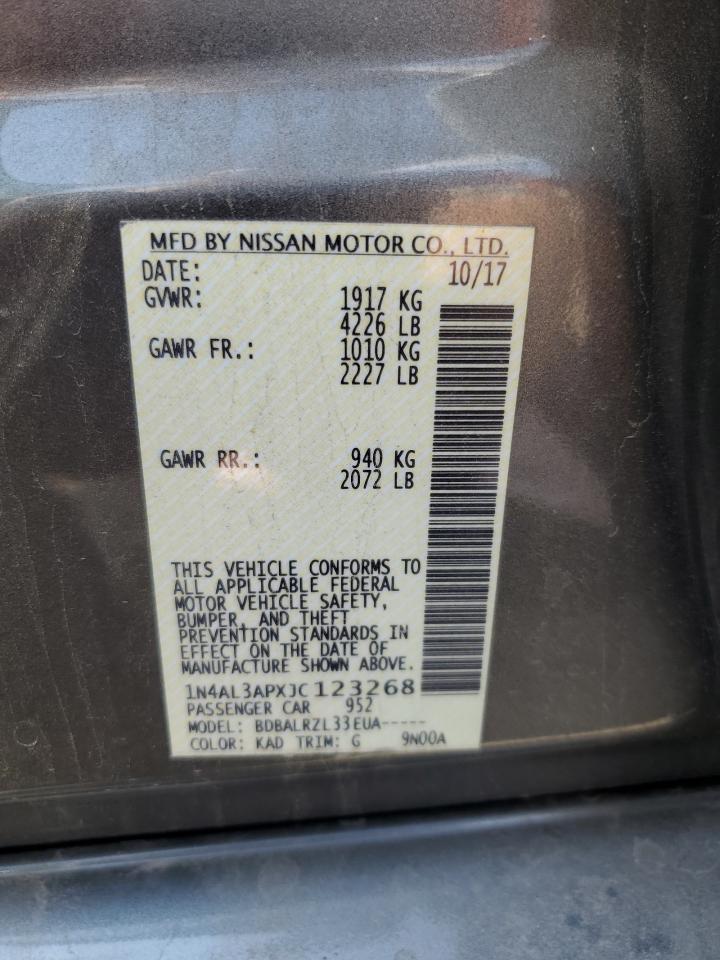 MFD BY NISSAN MOTOR CO., LTD.
DATE: 10/17
GVWR: 1917 KG
4226 LB
GAWR FR.: 1010 KG
2227 LB
GAWR RR.: 940 KG
2072 LB
THIS VEHICLE CONFORMS TO
ALL APPLICABLE FEDERAL
MOTOR VEHICLE SAFETY,
BUMPER, AND THEFT
PREVENTION STANDARDS IN
EFFECT ON THE DATE OF
MANUFACTURE SHOWN ABOVE.
1N4AL3APXJC123268
PASSENGER CAR 952
MODEL: BDBALRZL33EUA-----
COLOR: KAD TRIM: G 9N00A